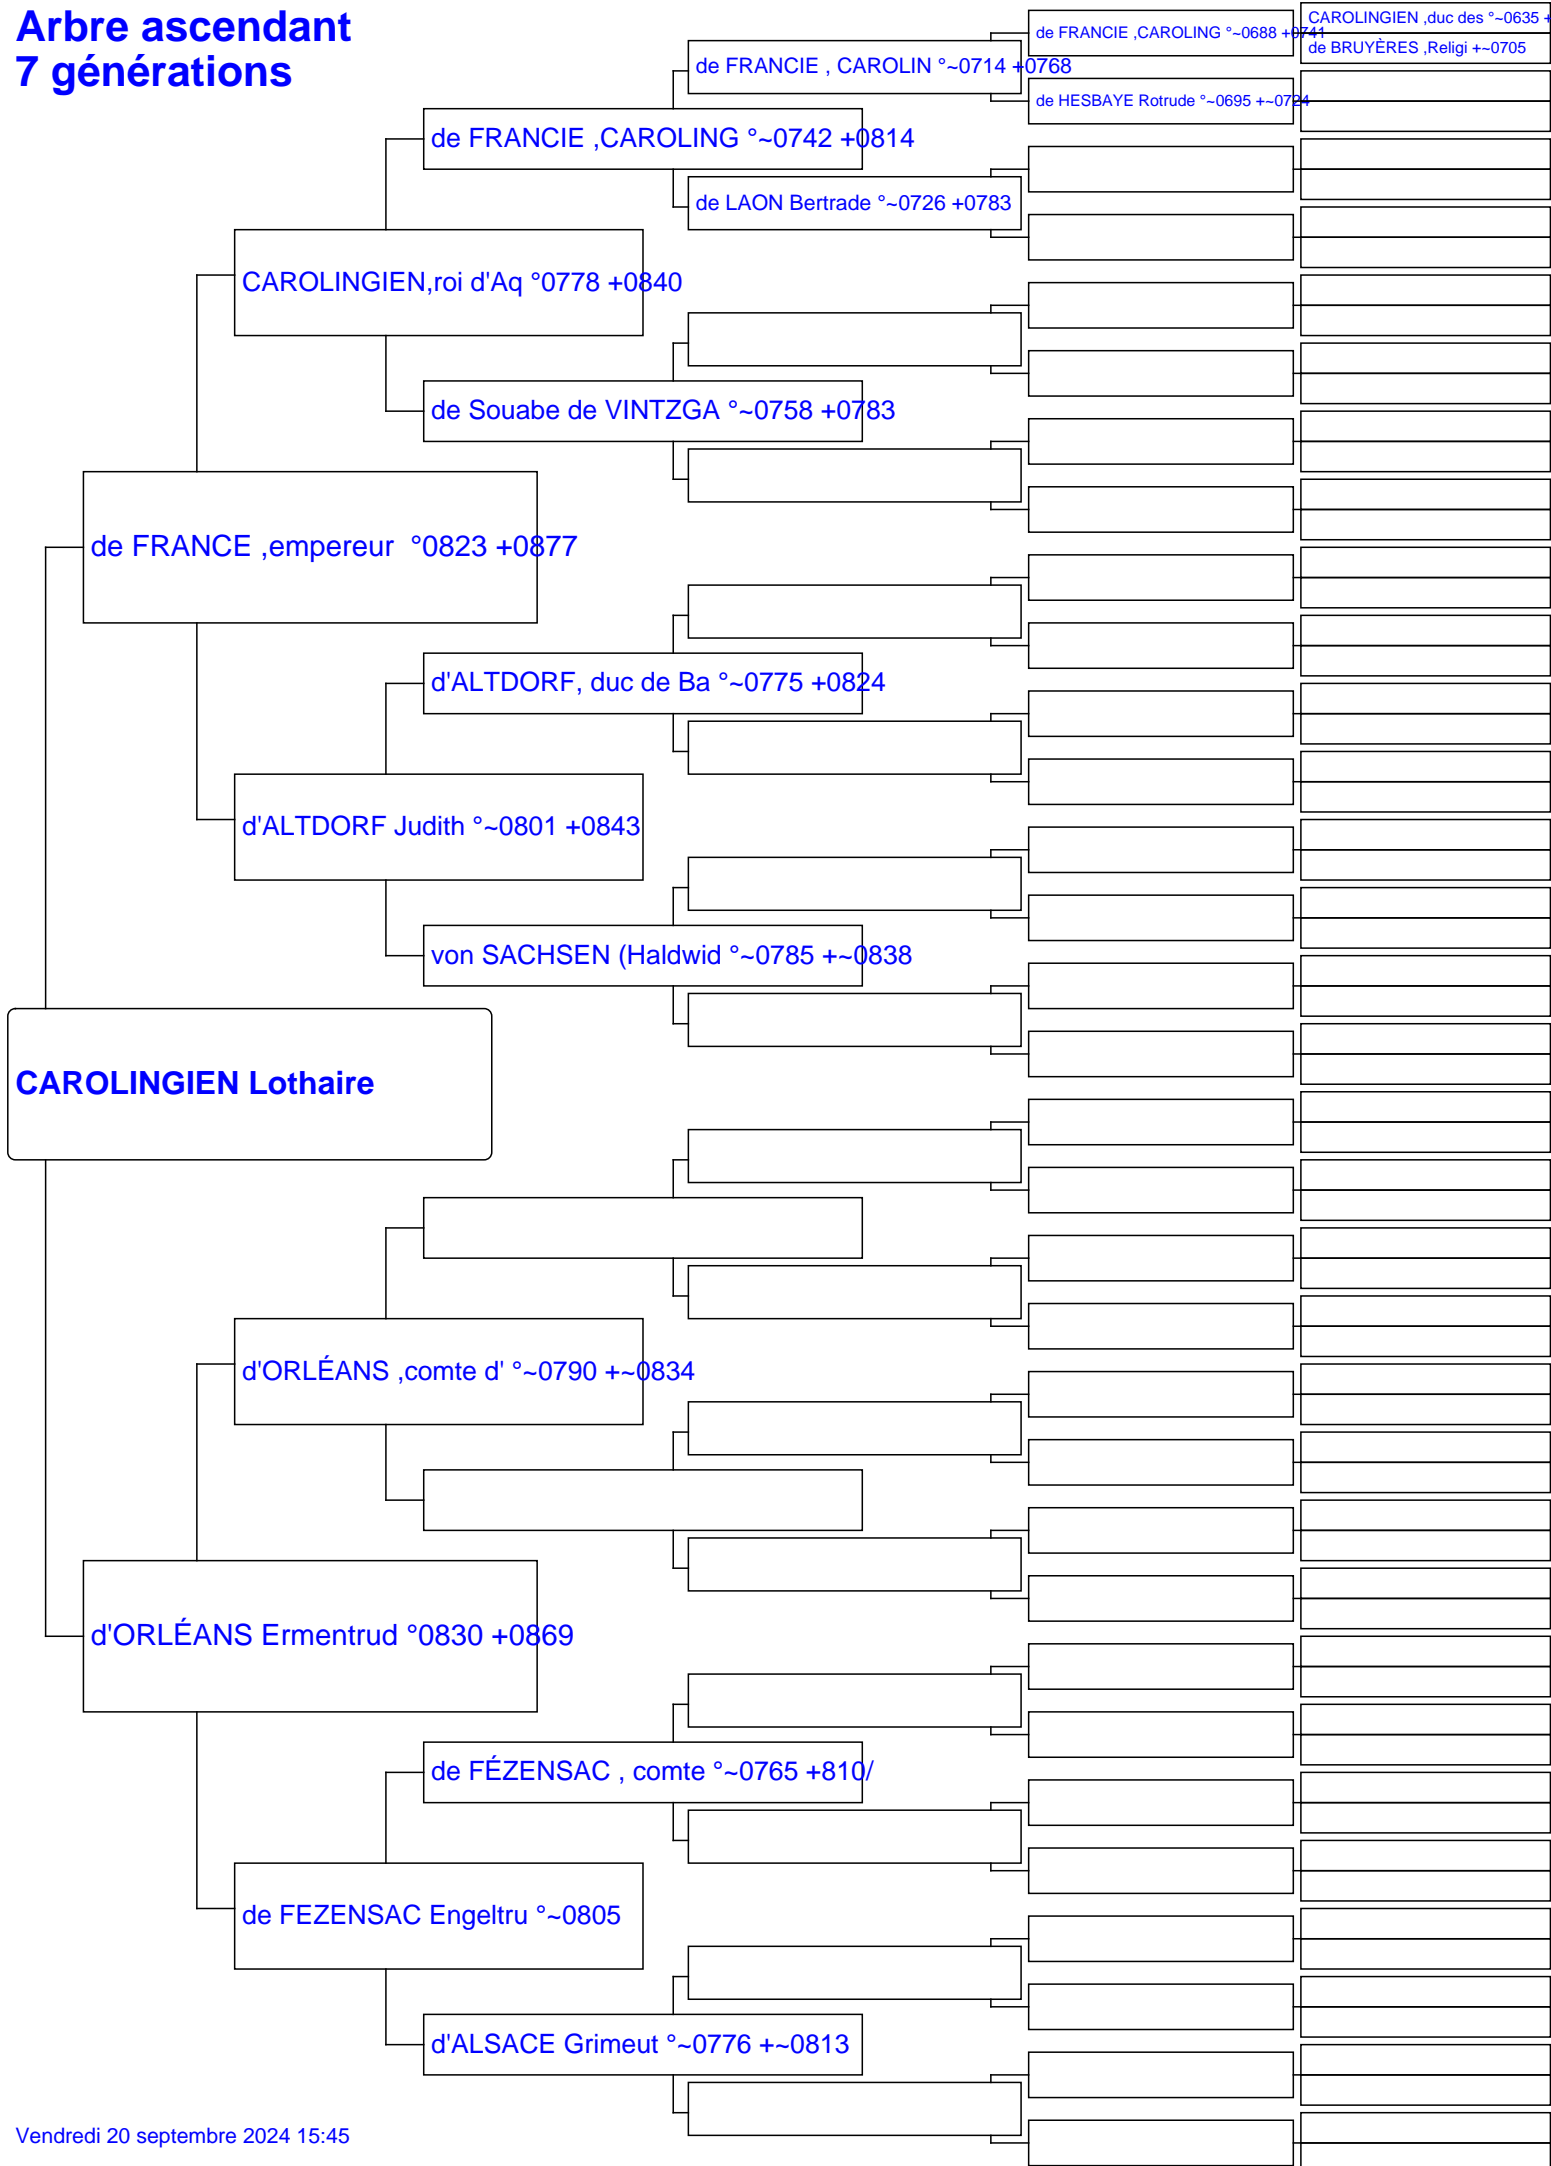 Arbre ascendant
7 générations
CAROLINGIEN ,duc des °~0635 +
de FRANCIE ,CAROLING °~0688 +0741
de BRUYÈRES ,Religi +~0705
de FRANCIE , CAROLIN °~0714 +0768
de HESBAYE Rotrude °~0695 +~0724
de FRANCIE ,CAROLING °~0742 +0814
de LAON Bertrade °~0726 +0783
CAROLINGIEN,roi d'Aq °0778 +0840
de Souabe de VINTZGA °~0758 +0783
de FRANCE ,empereur  °0823 +0877
d'ALTDORF, duc de Ba °~0775 +0824
d'ALTDORF Judith °~0801 +0843
von SACHSEN (Haldwid °~0785 +~0838
CAROLINGIEN Lothaire
d'ORLÉANS ,comte d' °~0790 +~0834
d'ORLÉANS Ermentrud °0830 +0869
de FÉZENSAC , comte °~0765 +810/
de FEZENSAC Engeltru °~0805
d'ALSACE Grimeut °~0776 +~0813
Vendredi 20 septembre 2024 15:45